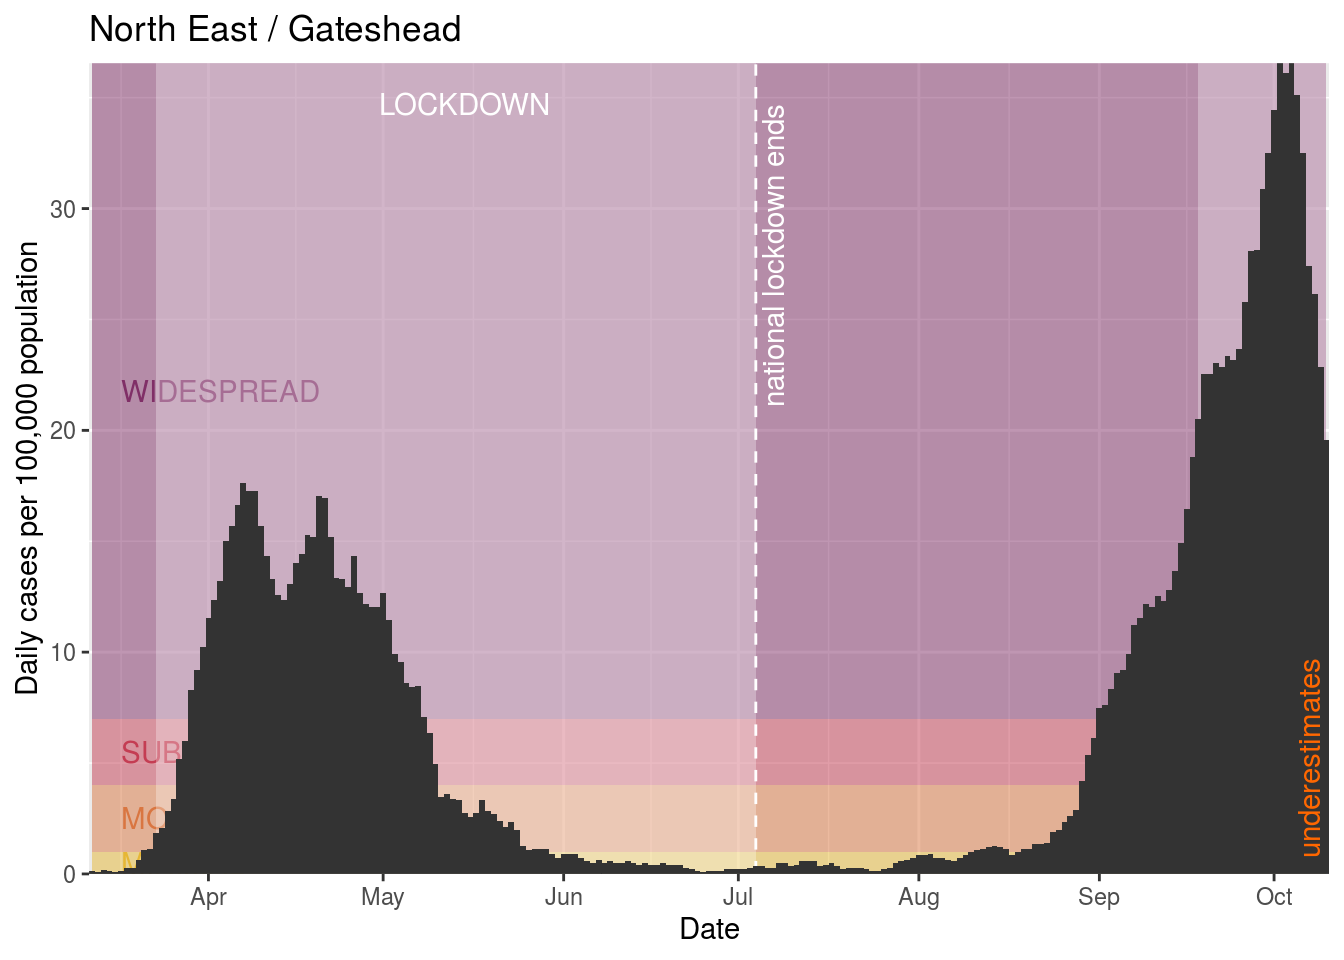 North East / Gateshead
LOCKDOWN
national lockdown ends
WIDESPREAD
SUB
MO
underestimates
Daily cases per 100,000 population
30
20
10
0
Apr May Jun Jul Aug Sep Oct
Date